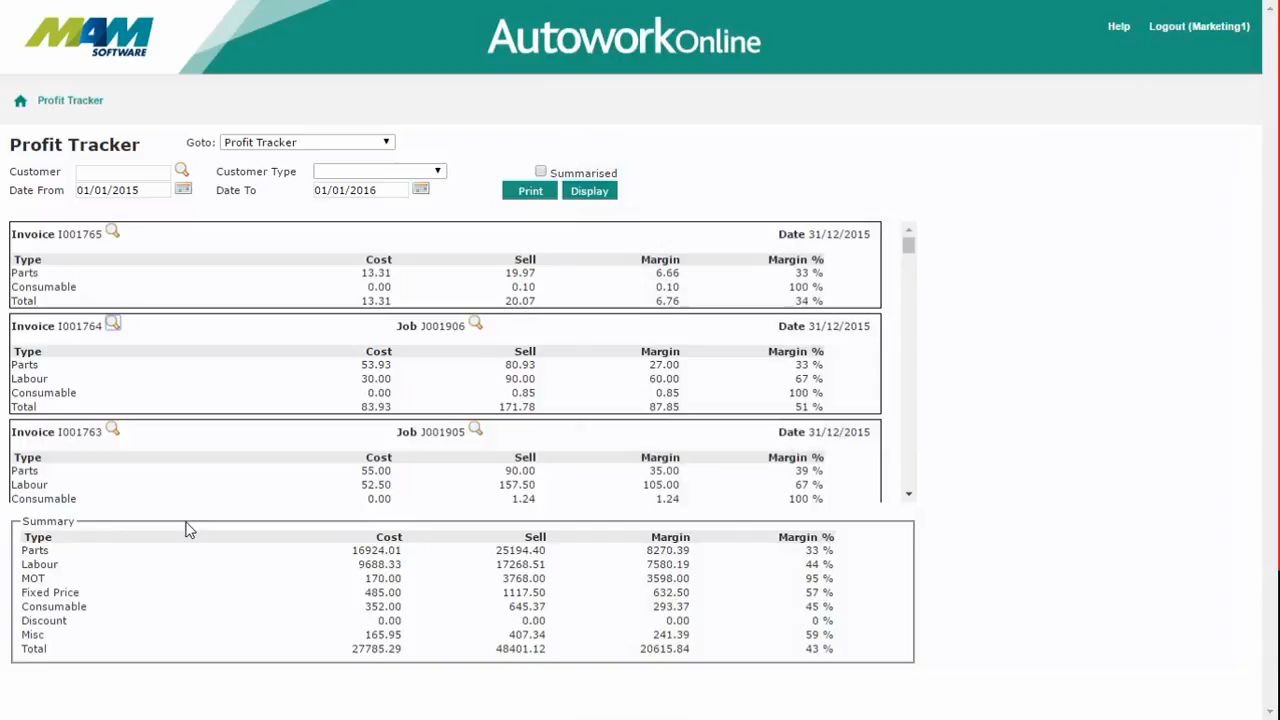 MAM SOFTWARE
AutoworkOnline
Help Logout (Marketing1)
Profit Tracker
Profit Tracker Goto: Profit Tracker
Customer Customer Type Summarised
Date From 01/01/2015 Date To 01/01/2016 Print Display
Invoice I001765 Date 31/12/2015
Type Cost Sell Margin Margin %
Parts 13.31 19.97 6.66 33 %
Consumable 0.00 0.10 0.10 100 %
Total 13.31 20.07 6.76 34 %
Invoice I001764 Job J001906 Date 31/12/2015
Type Cost Sell Margin Margin %
Parts 53.93 80.93 27.00 33 %
Labour 30.00 90.00 60.00 67 %
Consumable 0.00 0.85 0.85 100 %
Total 83.93 171.78 87.85 51 %
Invoice I001763 Job J001905 Date 31/12/2015
Type Cost Sell Margin Margin %
Parts 55.00 90.00 35.00 39 %
Labour 52.50 157.50 105.00 67 %
Consumable 0.00 1.24 1.24 100 %
Summary
Type Cost Sell Margin Margin %
Parts 16924.01 25194.40 8270.39 33 %
Labour 9688.33 17268.51 7580.19 44 %
MOT 170.00 3768.00 3598.00 95 %
Fixed Price 485.00 1117.50 632.50 57 %
Consumable 352.00 645.37 293.37 45 %
Discount 0.00 0.00 0.00 0 %
Misc 165.95 407.34 241.39 59 %
Total 27785.29 48401.12 20615.84 43 %